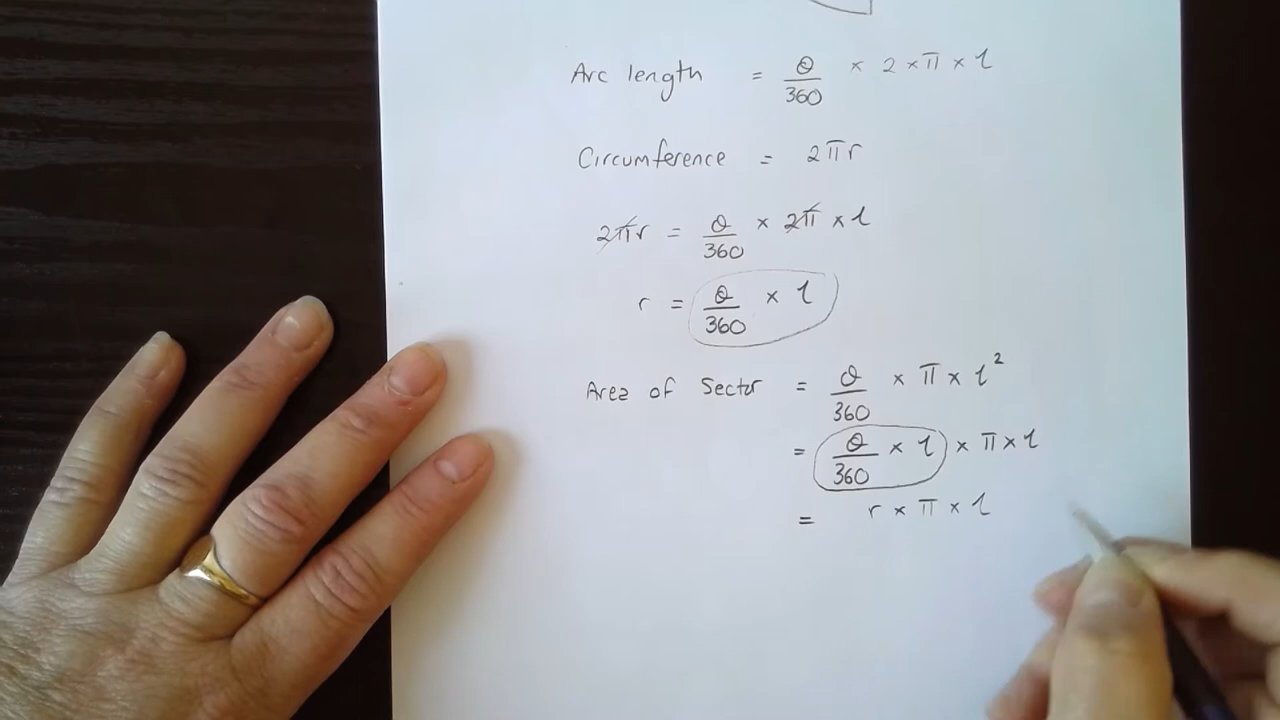 Arc length = θ/360 × 2 × π × l
Circumference = 2πr
2πr = θ/360 × 2π × l
r = θ/360 × l
Area of Sector = θ/360 × π × l²
= θ/360 × l × π × l
= r × π × l